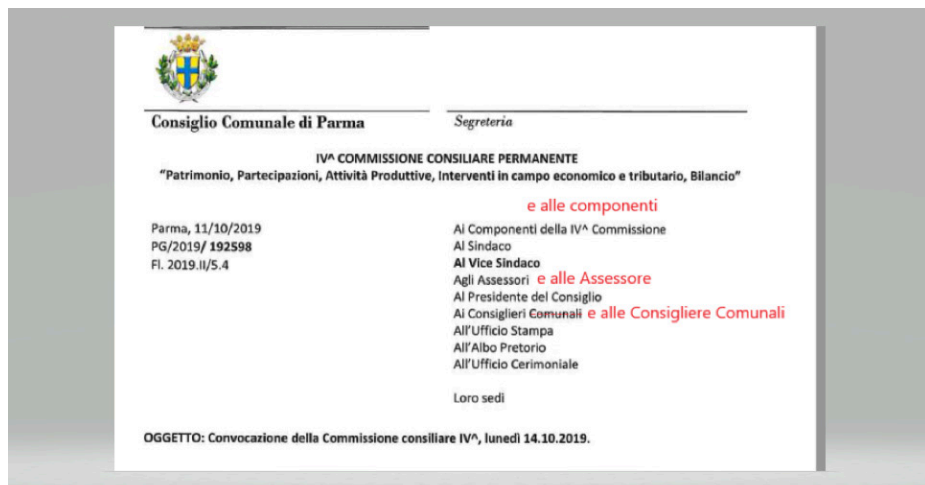 Consiglio Comunale di Parma
Segreteria
IV^ COMMISSIONE CONSILIARE PERMANENTE
"Patrimonio, Partecipazioni, Attività Produttive, Interventi in campo economico e tributario, Bilancio"
e alle componenti
Parma, 11/10/2019
PG/2019/ 192598
Fl. 2019.II/5.4
Ai Componenti della IV^ Commissione
Al Sindaco
Al Vice Sindaco
Agli Assessori e alle Assessore
Al Presidente del Consiglio
Ai Consiglieri Comunali e alle Consigliere Comunali
All'Ufficio Stampa
All'Albo Pretorio
All'Ufficio Cerimoniale
Loro sedi
OGGETTO: Convocazione della Commissione consiliare IV^, lunedì 14.10.2019.